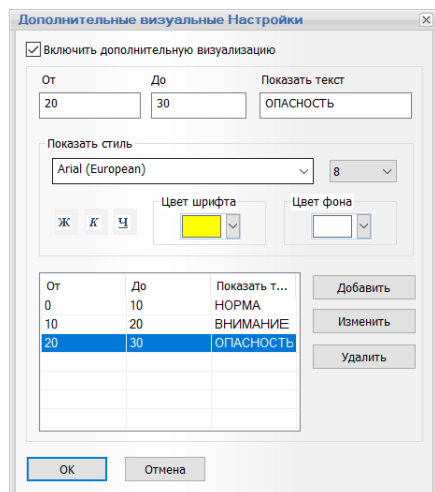 Дополнительные визуальные Настройки
Включить дополнительную визуализацию
От До Показать текст
20 30 ОПАСНОСТЬ
Показать стиль
Arial (European) 8
Цвет шрифта Цвет фона
Ж К Ч
От До Показать т... Добавить
0 10 НОРМА
10 20 ВНИМАНИЕ Изменить
20 30 ОПАСНОСТЬ
Удалить
ОК Отмена